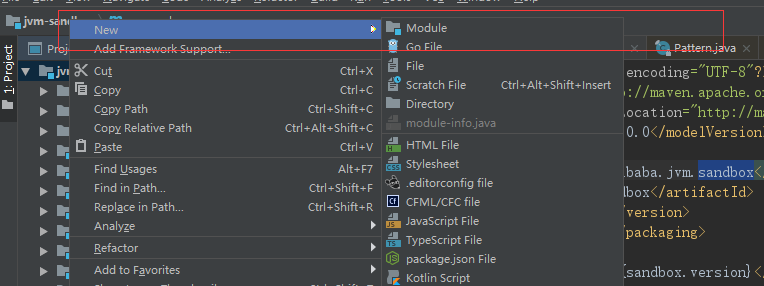 jvm-san
New
Add Framework Support...
Cut Ctrl+X
Copy Ctrl+C
Copy Path Ctrl+Shift+C
Copy Relative Path Ctrl+Alt+Shift+C
Paste Ctrl+V
Find Usages Alt+F7
Find in Path... Ctrl+Shift+F
Replace in Path... Ctrl+Shift+R
Analyze
Refactor
Add to Favorites
Module
Go File
File
Scratch File Ctrl+Alt+Shift+Insert
Directory
module-info.java
HTML File
Stylesheet
.editorconfig file
CFML/CFC file
JavaScript File
TypeScript File
package.json File
Kotlin Script
1: Project
Proj
jvm
Pattern.java
encoding="UTF-8"?
://maven.apache.o
Location="http://ma
0.0</modelVersion
baba.jvm.sandbox</
dbox</artifactId>
version>
packaging>
{sandbox.version}</